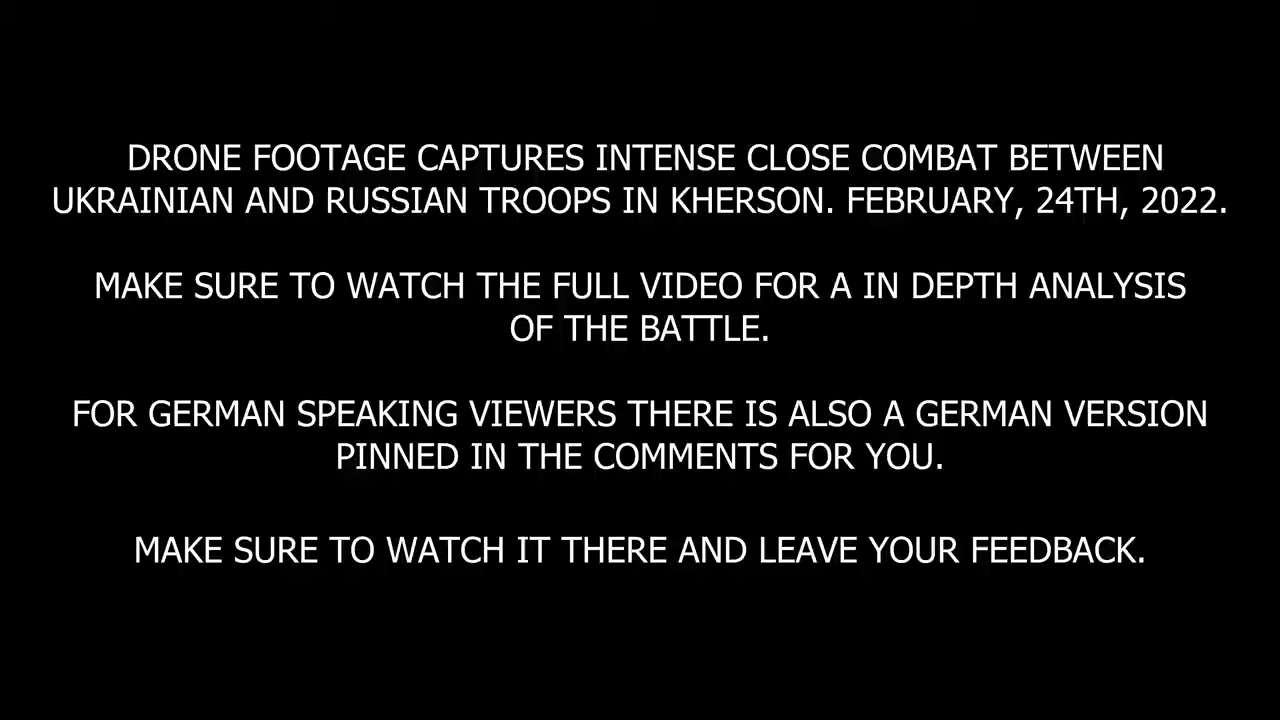 DRONE FOOTAGE CAPTURES INTENSE CLOSE COMBAT BETWEEN
UKRAINIAN AND RUSSIAN TROOPS IN KHERSON. FEBRUARY, 24TH, 2022.
MAKE SURE TO WATCH THE FULL VIDEO FOR A IN DEPTH ANALYSIS
OF THE BATTLE.
FOR GERMAN SPEAKING VIEWERS THERE IS ALSO A GERMAN VERSION
PINNED IN THE COMMENTS FOR YOU.
MAKE SURE TO WATCH IT THERE AND LEAVE YOUR FEEDBACK.